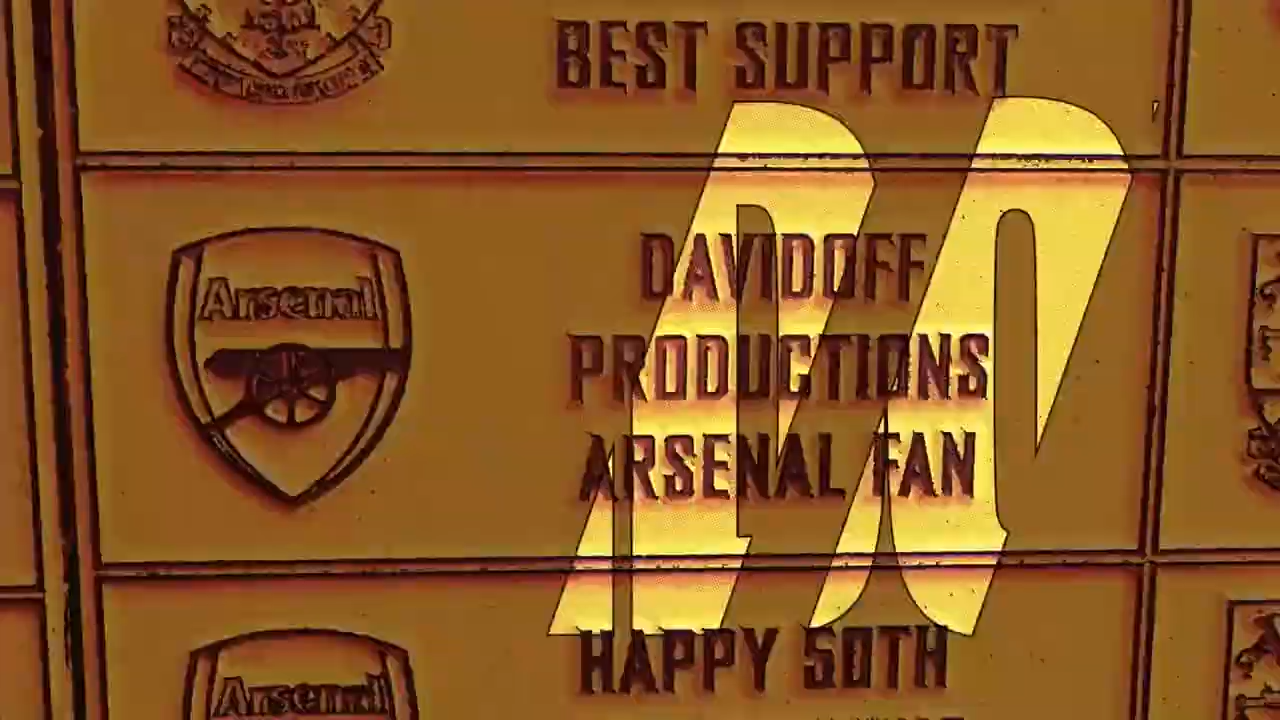 BEST SUPPORT
Arsenal
DAVIDOFF
PRODUCTIONS
ARSENAL FAN
Arsenal
HAPPY 50TH